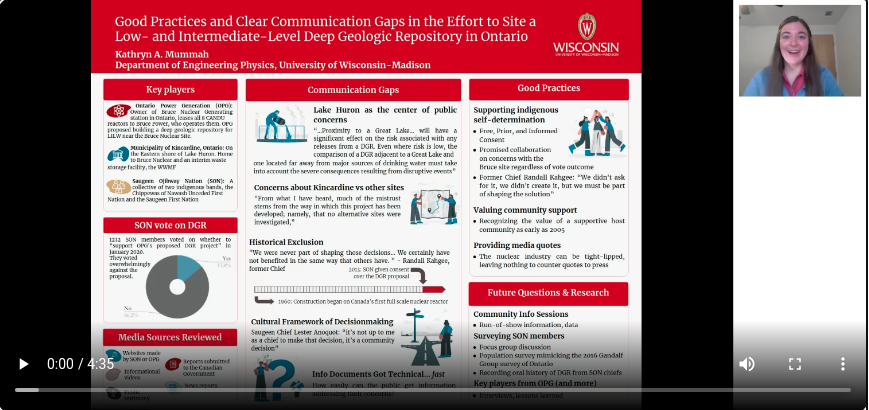 Good Practices and Clear Communication Gaps in the Effort to Site a
Low- and Intermediate-Level Deep Geologic Repository in Ontario
Kathryn A. Mummah
Department of Engineering Physics, University of Wisconsin-Madison
WISCONSIN
UNIVERSITY OF WISCONSIN-MADISON
Key players
Ontario Power Generation (OPG):
Owner of Bruce Nuclear Generating
station in Ontario, leases all 8 CANDU
reactors to Bruce Power, who operates them. OPG
proposed building a deep geologic repository for
LILW near the Bruce Nuclear Site.
Municipality of Kincardine, Ontario: On
the Eastern shore of Lake Huron. Home
to Bruce Nuclear and an interim waste
storage facility, the WWMF
Saugeen Ojibway Nation (SON): A
collective of two indigenous bands, the
Chippewas of Nawash Unceded First
Nation and the Saugeen First Nation
SON vote on DGR
1232 SON members voted on whether to
"support OPG's proposed DGR project" in
January 2020.
They voted
overwhelmingly
against the
proposal.
Yes
No
Media Sources Reviewed
Websites made
by SON or OPG
Informational
videos
Reports submitted
to the Canadian
Government
News reports
Communication Gaps
Lake Huron as the center of public
concerns
"...Proximity to a Great Lake... will have a
significant effect on the risk associated with any
releases from a DGR. Even where risk is low, the
comparison of a DGR adjacent to a Great Lake and
one located far away from major sources of drinking water must take
into account the severe consequences resulting from disruptive events"
Concerns about Kincardine vs other sites
"From what I have heard, much of the mistrust
stems from the way in which this project has been
developed; namely, that no alternative sites were
investigated,"
Historical Exclusion
"We were never part of shaping those decisions... We certainly have
not benefited in the same way that others have. " - Randall Kahgee,
former Chief
2013: SON given consent
over the DGR proposal
1960: Construction began on Canada's first full scale nuclear reactor
Cultural Framework of Decisionmaking
Saugeen Chief Lester Anoquot: "it's not up to me
as a chief to make that decision, it's a community
decision"
Info Documents Got Technical... fast
How easily can the public get information
addressing their concerns?
Good Practices
Supporting indigenous
self-determination
• Free, Prior, and Informed
Consent
• Promised collaboration
on concerns with the
Bruce site regardless of vote outcome
• Former Chief Randall Kahgee: "We didn't ask
for it, we didn't create it, but we must be part
of shaping the solution"
Valuing community support
• Recognizing the value of a supportive host
community as early as 2005
Providing media quotes
• The nuclear industry can be tight-lipped,
leaving nothing to counter quotes to press
Future Questions & Research
Community Info Sessions
• Run-of-show information, data
Surveying SON members
• Focus group discussion
• Population survey mimicking the 2016 Gandalf
Group survey of Ontario
• Recording oral history of DGR from SON chiefs
Key players from OPG (and more)
• Interviews, lessons learned
0:00 / 4:35